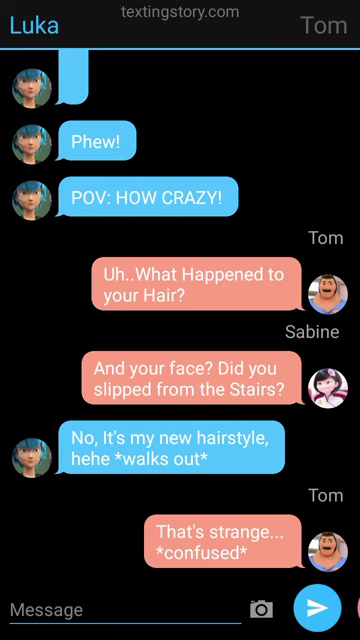 textingstory.com
Luka
Tom
Phew!
POV: HOW CRAZY!
Tom
Uh..What Happened to
your Hair?
Sabine
And your face? Did you
slipped from the Stairs?
No, It's my new hairstyle,
hehe *walks out*
Tom
That's strange...
*confused*
Message